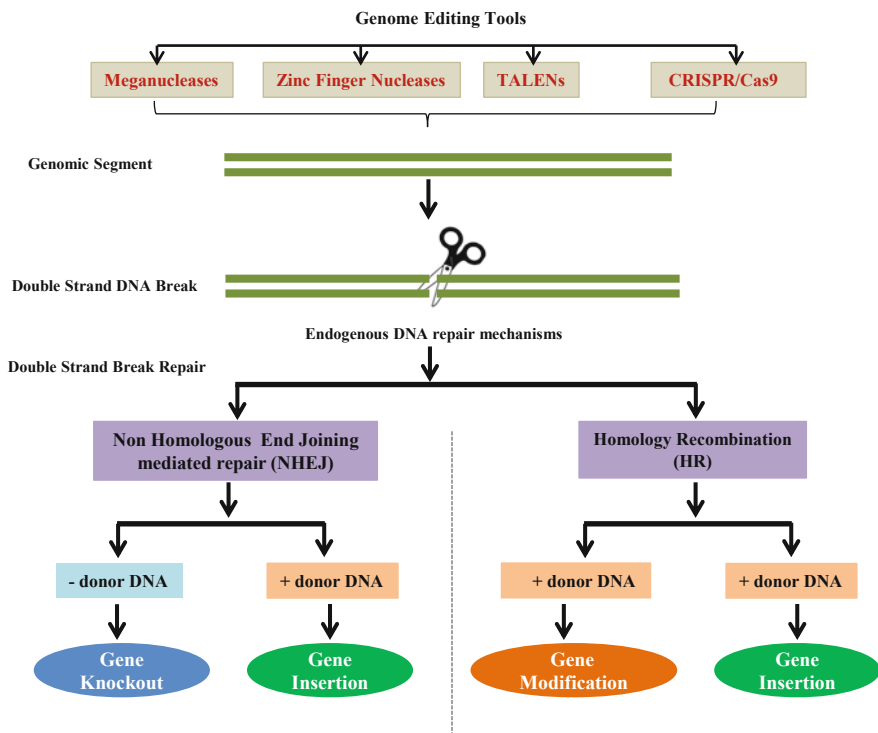 Genome Editing Tools
Meganucleases
Zinc Finger Nucleases
TALENs
CRISPR/Cas9
Genomic Segment
Double Strand DNA Break
Endogenous DNA repair mechanisms
Double Strand Break Repair
Non Homologous End Joining
mediated repair (NHEJ)
Homology Recombination
(HR)
- donor DNA
+ donor DNA
+ donor DNA
+ donor DNA
Gene
Knockout
Gene
Insertion
Gene
Modification
Gene
Insertion